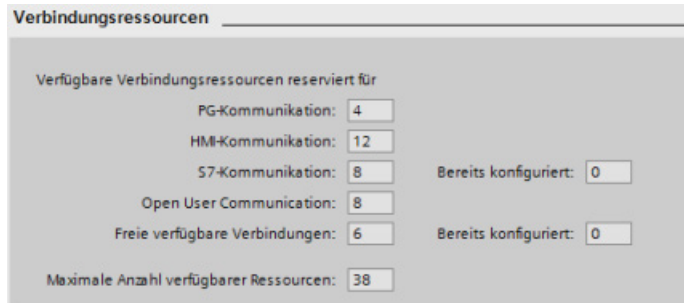 Verbindungsressourcen
Verfügbare Verbindungsressourcen reserviert für
PG-Kommunikation: 4
HMI-Kommunikation: 12
S7-Kommunikation: 8 Bereits konfiguriert: 0
Open User Communication: 8
Freie verfügbare Verbindungen: 6 Bereits konfiguriert: 0
Maximale Anzahl verfügbarer Ressourcen: 38